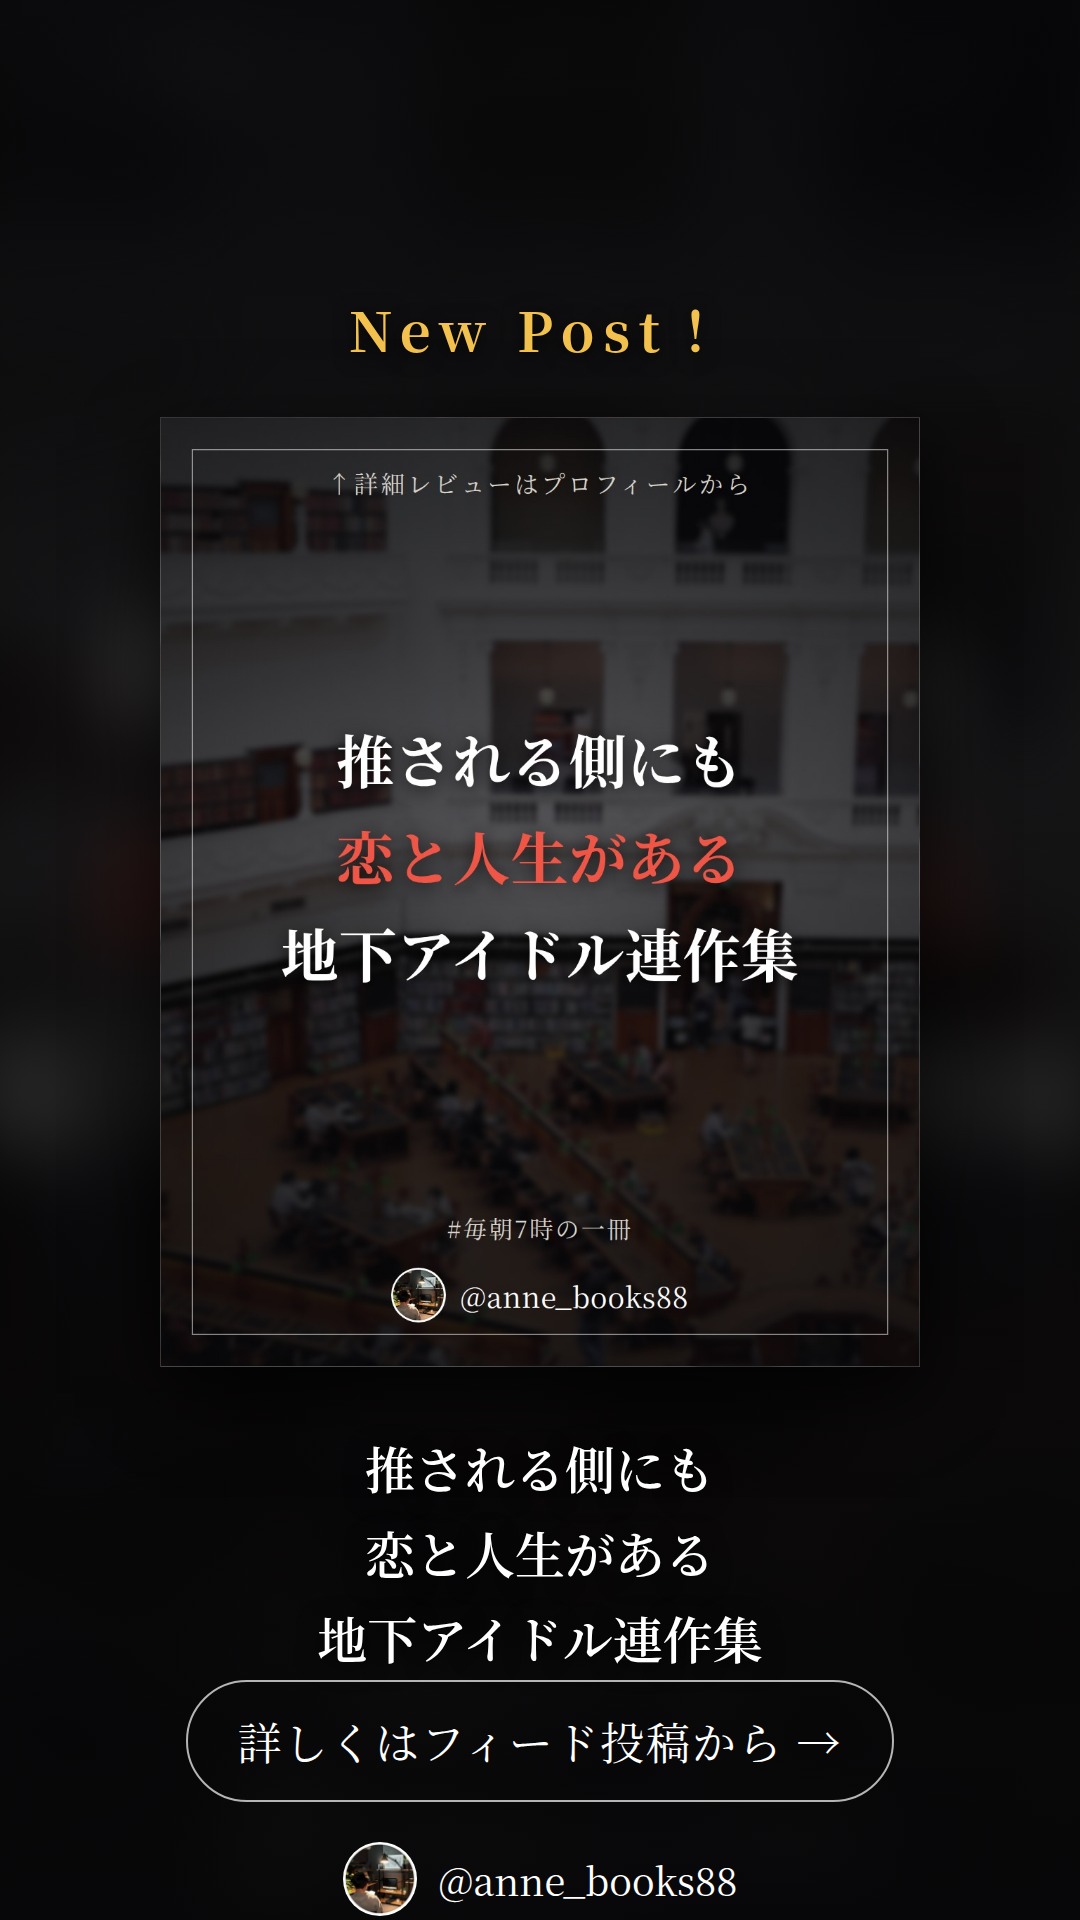 New Post！
↑詳細レビューはプロフィールから
推される側にも
恋と人生がある
地下アイドル連作集
#毎朝7時の一冊
@anne_books88
推される側にも
恋と人生がある
地下アイドル連作集
詳しくはフィード投稿から →
@anne_books88